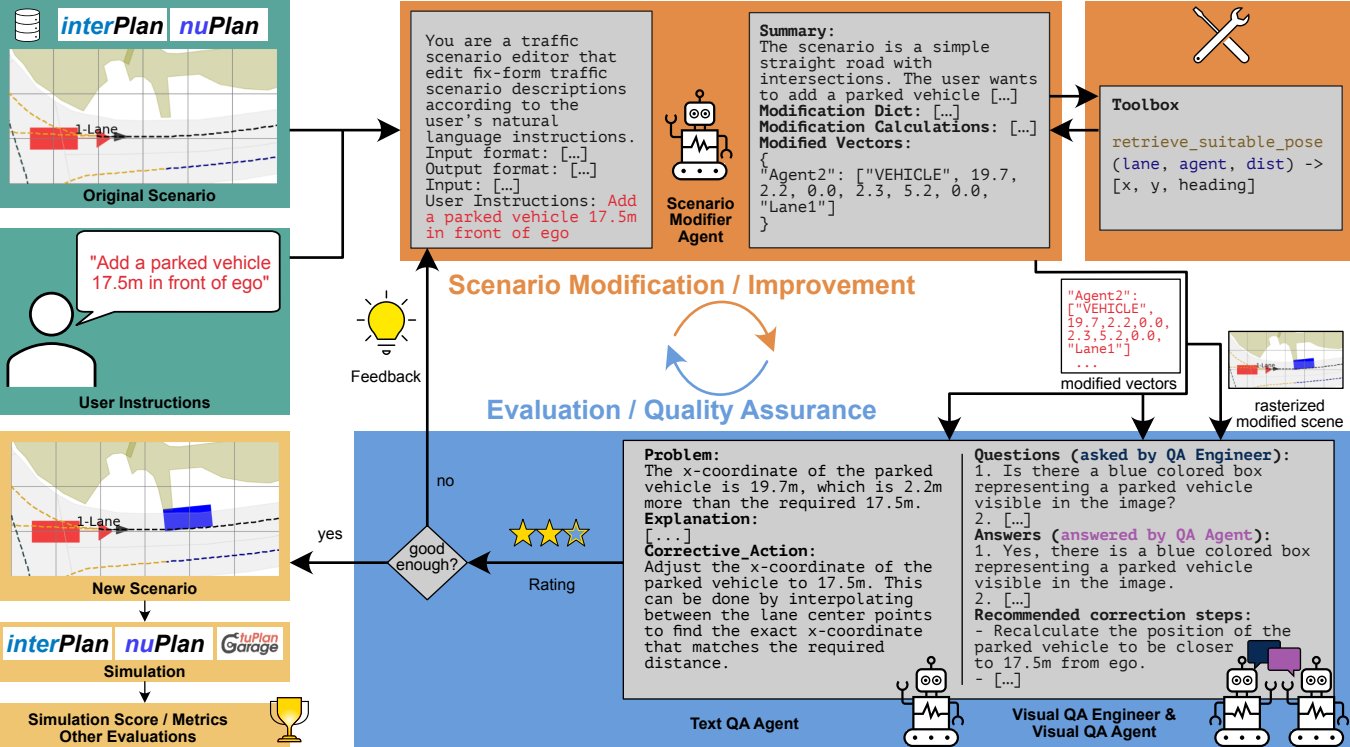 interPlan
nuPlan
1-Lane
Original Scenario
"Add a parked vehicle
17.5m in front of ego"
User Instructions
You are a traffic
scenario editor that
edit fix-form traffic
scenario descriptions
according to the
user's natural
language instructions.
Input format: […]
Output format: […]
Input: […]
User Instructions: Add
a parked vehicle 17.5m
in front of ego
Scenario
Modifier
Agent
Summary:
The scenario is a simple
straight road with
intersections. The user wants
to add a parked vehicle […]
Modification Dict: […]
Modification Calculations: […]
Modified Vectors:
{
"Agent2": ["VEHICLE", 19.7,
2.2, 0.0, 2.3, 5.2, 0.0,
"Lane1"]
}
Toolbox
retrieve_suitable_pose
(lane, agent, dist) ->
[x, y, heading]
Scenario Modification / Improvement
Feedback
Evaluation / Quality Assurance
"Agent2":
["VEHICLE",
19.7,2.2,0.0,
2.3,5.2,0.0,
"Lane1"]
...
modified vectors
1-Lane
rasterized
modified scene
1-Lane
New Scenario
yes
no
good
enough?
Rating
Problem:
The x-coordinate of the parked
vehicle is 19.7m, which is 2.2m
more than the required 17.5m.
Explanation:
[...]
Corrective_Action:
Adjust the x-coordinate of the
parked vehicle to 17.5m. This
can be done by interpolating
between the lane center points
to find the exact x-coordinate
that matches the required
distance.
Text QA Agent
Questions (asked by QA Engineer):
1. Is there a blue colored box
representing a parked vehicle
visible in the image?
2. […]
Answers (answered by QA Agent):
1. Yes, there is a blue colored box
representing a parked vehicle
visible in the image.
2. […]
Recommended correction steps:
- Recalculate the position of the
parked vehicle to be closer
to 17.5m from ego.
- […]
Visual QA Engineer &
Visual QA Agent
interPlan
nuPlan
tuPlan
Garage
Simulation
Simulation Score / Metrics
Other Evaluations